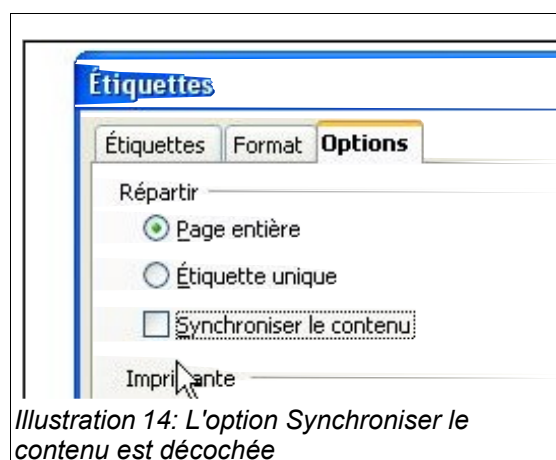 Étiquettes
Étiquettes Format Options
Répartir
Page entière
Étiquette unique
Synchroniser le contenu
Imprimante
Illustration 14: L'option Synchroniser le
contenu est décochée